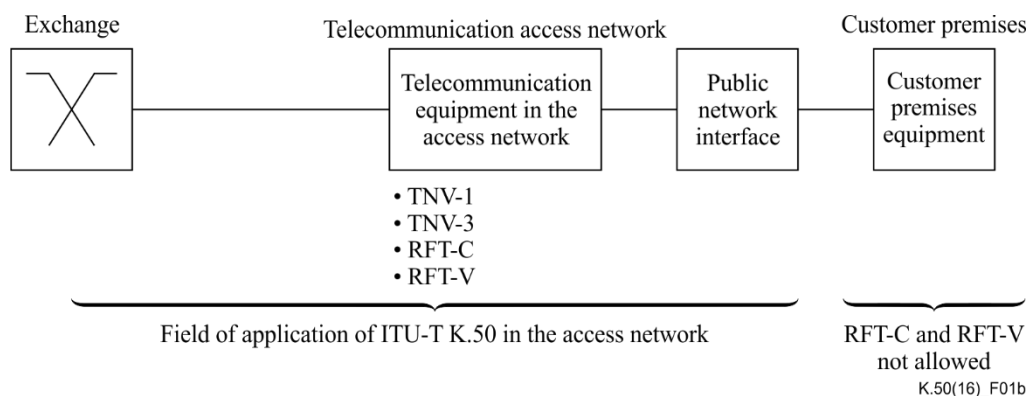 Exchange
Telecommunication access network
Customer premises
Telecommunication
equipment in the
access network
Public
network
interface
Customer
premises
equipment
• TNV-1
• TNV-3
• RFT-C
• RFT-V
Field of application of ITU-T K.50 in the access network
RFT-C and RFT-V
not allowed
K.50(16)_F01b